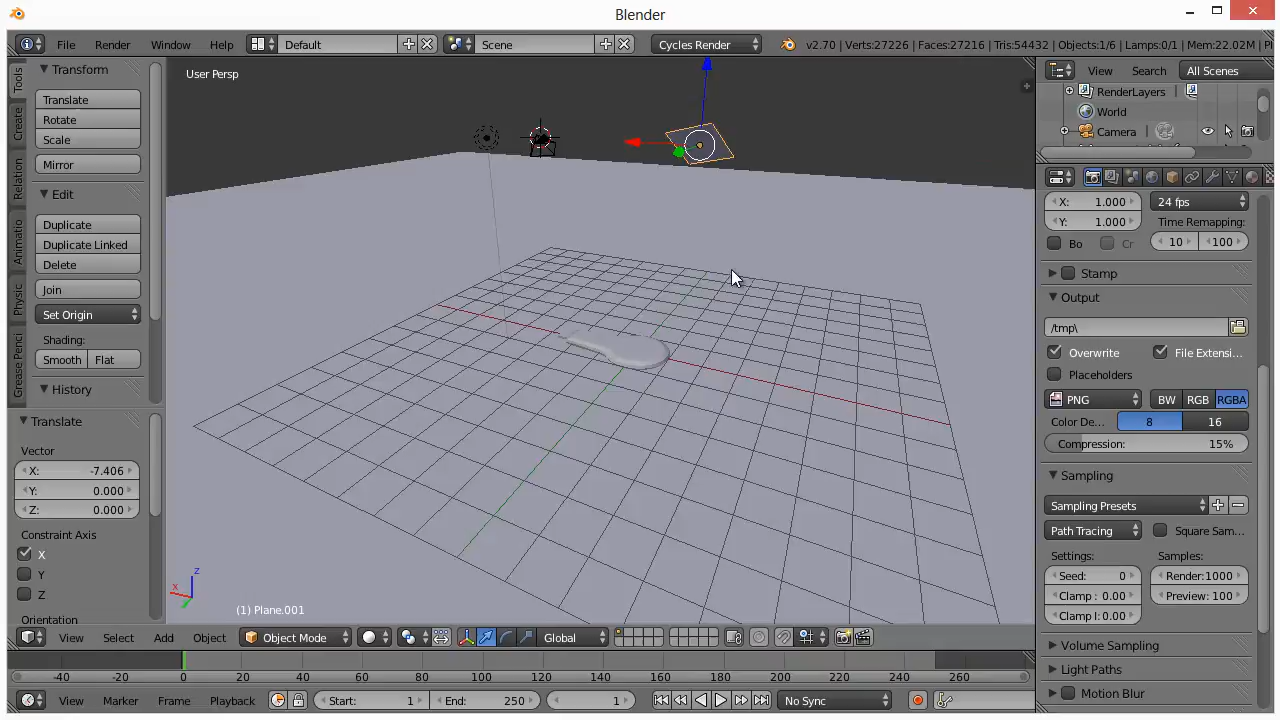 Blender
File Render Window Help Default Scene Cycles Render v2.70 | Verts:27226 | Faces:27216 | Tris:54432 | Objects:1/6 | Lamps:0/1 | Mem:22.02M | Pl
Tools
Create
Relation
Animatio
Physic
Grease Penci
Transform
Translate
Rotate
Scale
Mirror
Edit
Duplicate
Duplicate Linked
Delete
Join
Set Origin
Shading:
Smooth Flat
History
Translate
Vector
X: -7.406
Y: 0.000
Z: 0.000
Constraint Axis
X
Y
Z
Orientation
User Persp
z
x
(1) Plane.001
View Select Add Object Object Mode Global
-40 -20 0 20 40 60 80 100 120 140 160 180 200 220 240 260
View Marker Frame Playback Start: 1 End: 250 1 No Sync
View Search All Scenes
RenderLayers
World
Camera
X: 1.000 24 fps
Y: 1.000 Time Remapping:
Bo Cr 10 100
Stamp
Output
/tmp\
Overwrite File Extensi...
Placeholders
PNG BW RGB RGBA
Color De... 8 16
Compression: 15%
Sampling
Sampling Presets
Path Tracing Square Sam...
Settings: Samples:
Seed: 0 Render:1000
Clamp : 0.00 Preview: 100
Clamp I: 0.00
Volume Sampling
Light Paths
Motion Blur